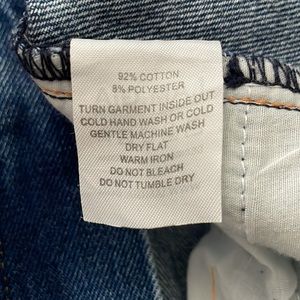 92% COTTON
8% POLYESTER
TURN GARMENT INSIDE OUT
COLD HAND WASH OR COLD
GENTLE MACHINE WASH
DRY FLAT
WARM IRON
DO NOT BLEACH
DO NOT TUMBLE DRY